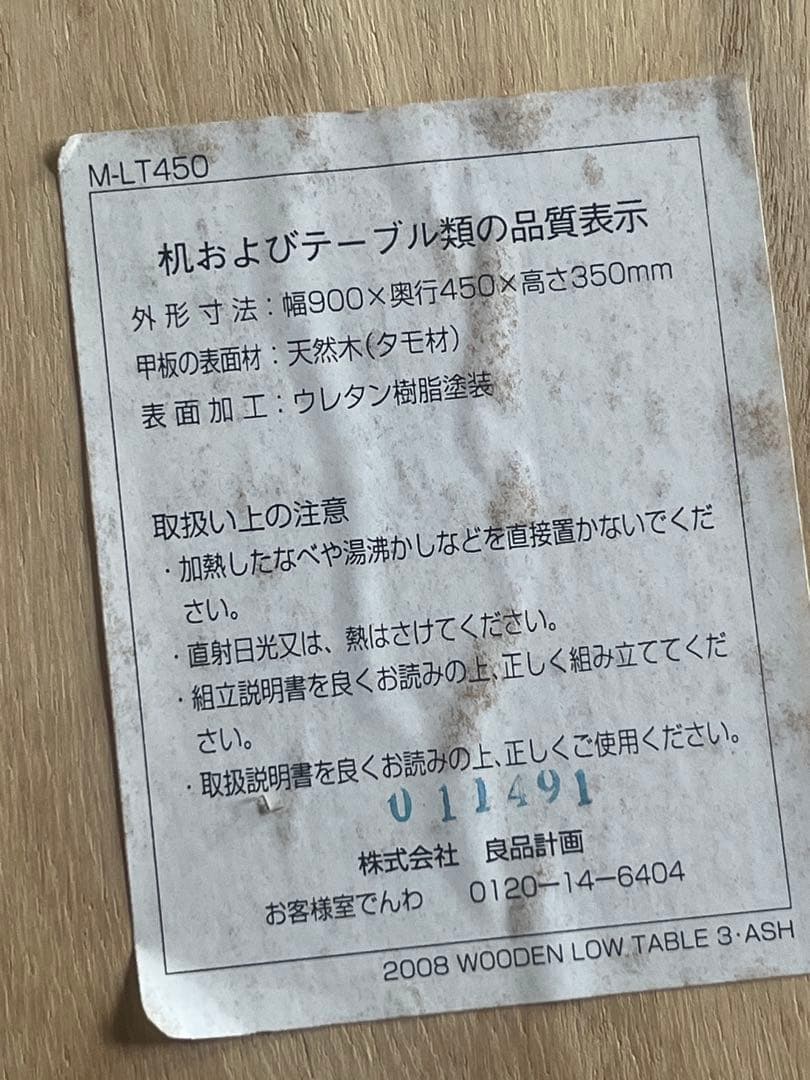 M-LT450
机およびテーブル類の品質表示
外形寸法：幅900×奥行450×高さ350mm
甲板の表面材：天然木(タモ材)
表面加工：ウレタン樹脂塗装
取扱い上の注意
・加熱したなべや湯沸かしなどを直接置かないでくだ
さい。
・直射日光又は、熱はさけてください。
・組立説明書を良くお読みの上、正しく組み立ててくだ
さい。
・取扱説明書を良くお読みの上、正しくご使用ください。
011491
株式会社 良品計画
お客様室でんわ 0120-14-6404
2008 WOODEN LOW TABLE 3・ASH